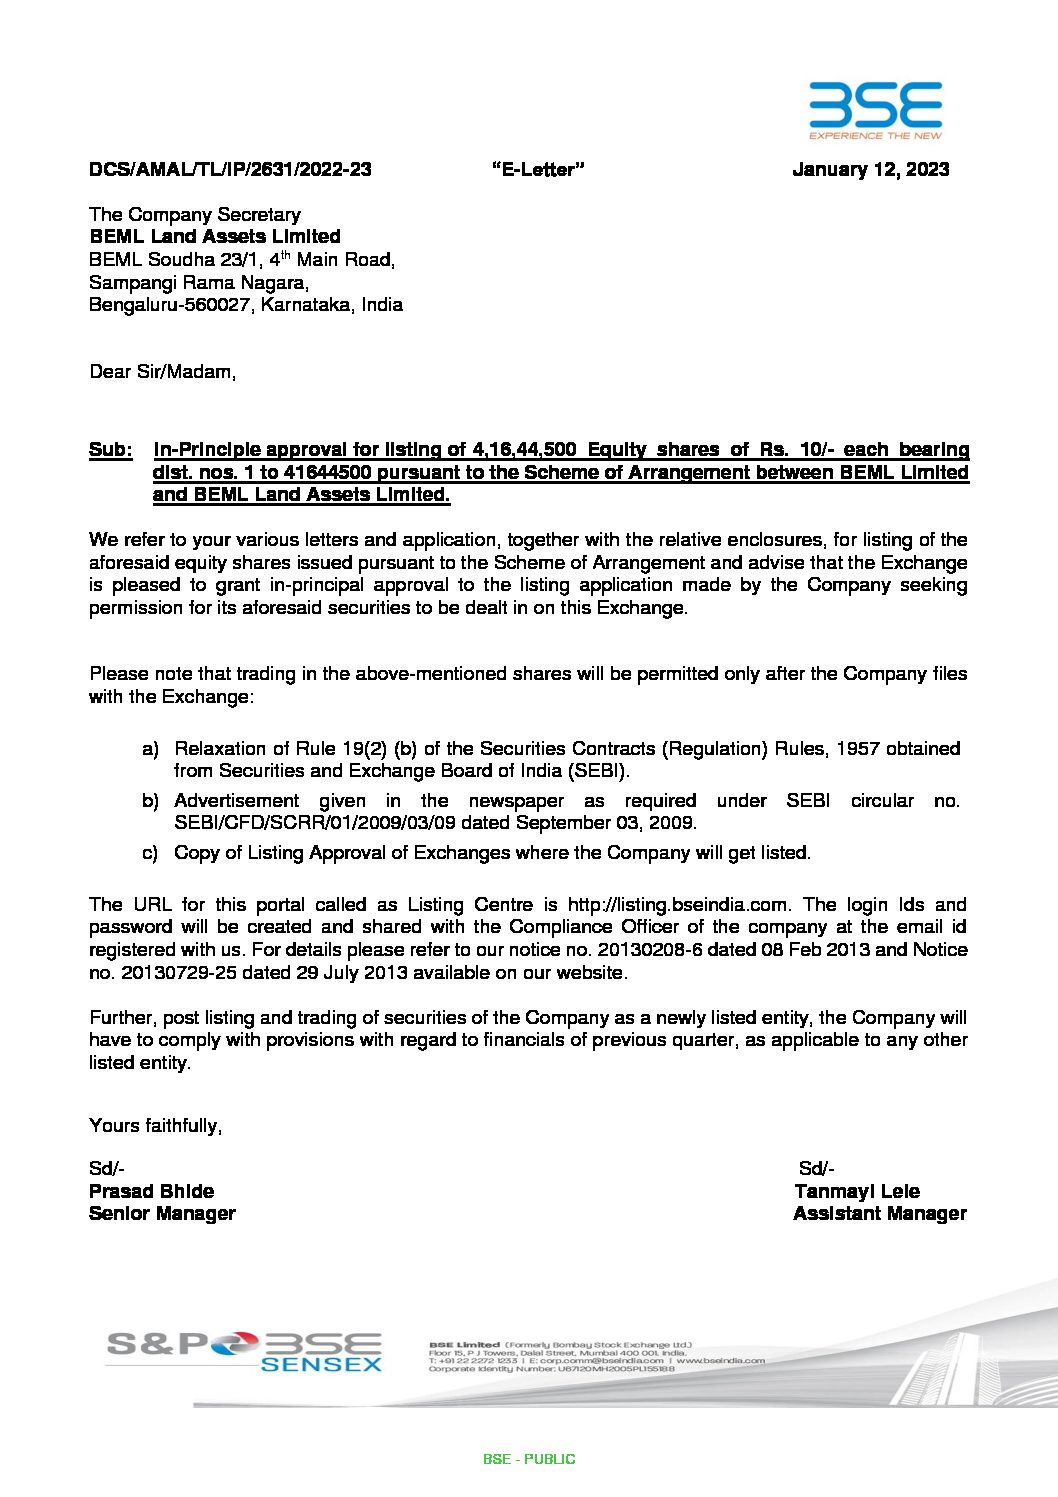 BSE
EXPERIENCE THE NEW
DCS/AMAL/TL/IP/2631/2022-23 “E-Letter” January 12, 2023
The Company Secretary
BEML Land Assets Limited
BEML Soudha 23/1, 4th Main Road,
Sampangi Rama Nagara,
Bengaluru-560027, Karnataka, India
Dear Sir/Madam,
Sub: In-Principle approval for listing of 4,16,44,500 Equity shares of Rs. 10/- each bearing
dist. nos. 1 to 41644500 pursuant to the Scheme of Arrangement between BEML Limited
and BEML Land Assets Limited.
We refer to your various letters and application, together with the relative enclosures, for listing of the
aforesaid equity shares issued pursuant to the Scheme of Arrangement and advise that the Exchange
is pleased to grant in-principal approval to the listing application made by the Company seeking
permission for its aforesaid securities to be dealt in on this Exchange.
Please note that trading in the above-mentioned shares will be permitted only after the Company files
with the Exchange:
a) Relaxation of Rule 19(2) (b) of the Securities Contracts (Regulation) Rules, 1957 obtained
from Securities and Exchange Board of India (SEBI).
b) Advertisement given in the newspaper as required under SEBI circular no.
SEBI/CFD/SCRR/01/2009/03/09 dated September 03, 2009.
c) Copy of Listing Approval of Exchanges where the Company will get listed.
The URL for this portal called as Listing Centre is http://listing.bseindia.com. The login Ids and
password will be created and shared with the Compliance Officer of the company at the email id
registered with us. For details please refer to our notice no. 20130208-6 dated 08 Feb 2013 and Notice
no. 20130729-25 dated 29 July 2013 available on our website.
Further, post listing and trading of securities of the Company as a newly listed entity, the Company will
have to comply with provisions with regard to financials of previous quarter, as applicable to any other
listed entity.
Yours faithfully,
Sd/- Sd/-
Prasad Bhide Tanmayi Lele
Senior Manager Assistant Manager
S&P BSE
SENSEX
BSE Limited (Formerly Bombay Stock Exchange Ltd.)
Floor 15, P J Towers, Dalal Street, Mumbai 400 001. India.
T: +91 22 2272 1233 | E: corp.comm@bseindia.com | www.bseindia.com
Corporate Identity Number: U67120MH2005PL155188
BSE - PUBLIC